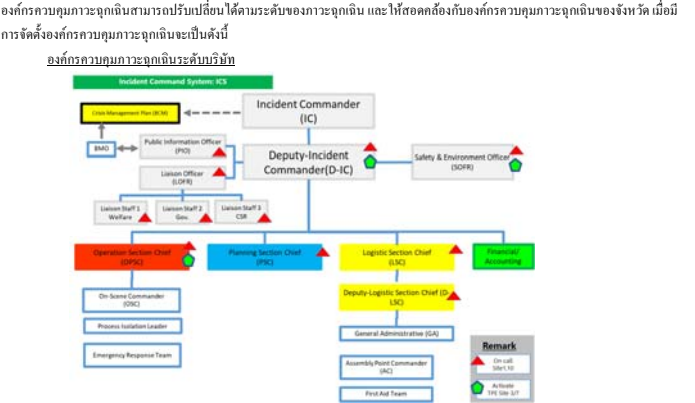 องค์กรควบคุมภาวะฉุกเฉินสามารถปรับเปลี่ยนได้ตามระดับของภาวะฉุกเฉิน และให้สอดคล้องกับองค์กรควบคุมภาวะฉุกเฉินของจังหวัด เมื่อมี
การจัดตั้งองค์กรควบคุมภาวะฉุกเฉินจะเป็นดังนี้
องค์กรควบคุมภาวะฉุกเฉินระดับบริษัท
Incident Command System: ICS
Incident Commander
(IC)
Crisis Management Plan (BCM)
BMO
Public Information Officer
(PIO)
Deputy-Incident
Commander(D-IC)
Safety & Environment Officer
(SOFR)
Liaison Officer
(LOFR)
Liaison Staff 1
Welfare
Liaison Staff 2
Gov.
Liaison Staff 3
CSR
Operation Section Chief
(OPSC)
Planning Section Chief
(PSC)
Logistic Section Chief
(LSC)
Financial/
Accounting
On-Scene Commander
(OSC)
Deputy-Logistic Section Chief (D-
LSC)
Process Isolation Leader
General Administrative (GA)
Emergency Response Team
Assembly Point Commander
(AC)
First Aid Team
Remark
On call
Site1,10
Activate
TPE Site 3/7